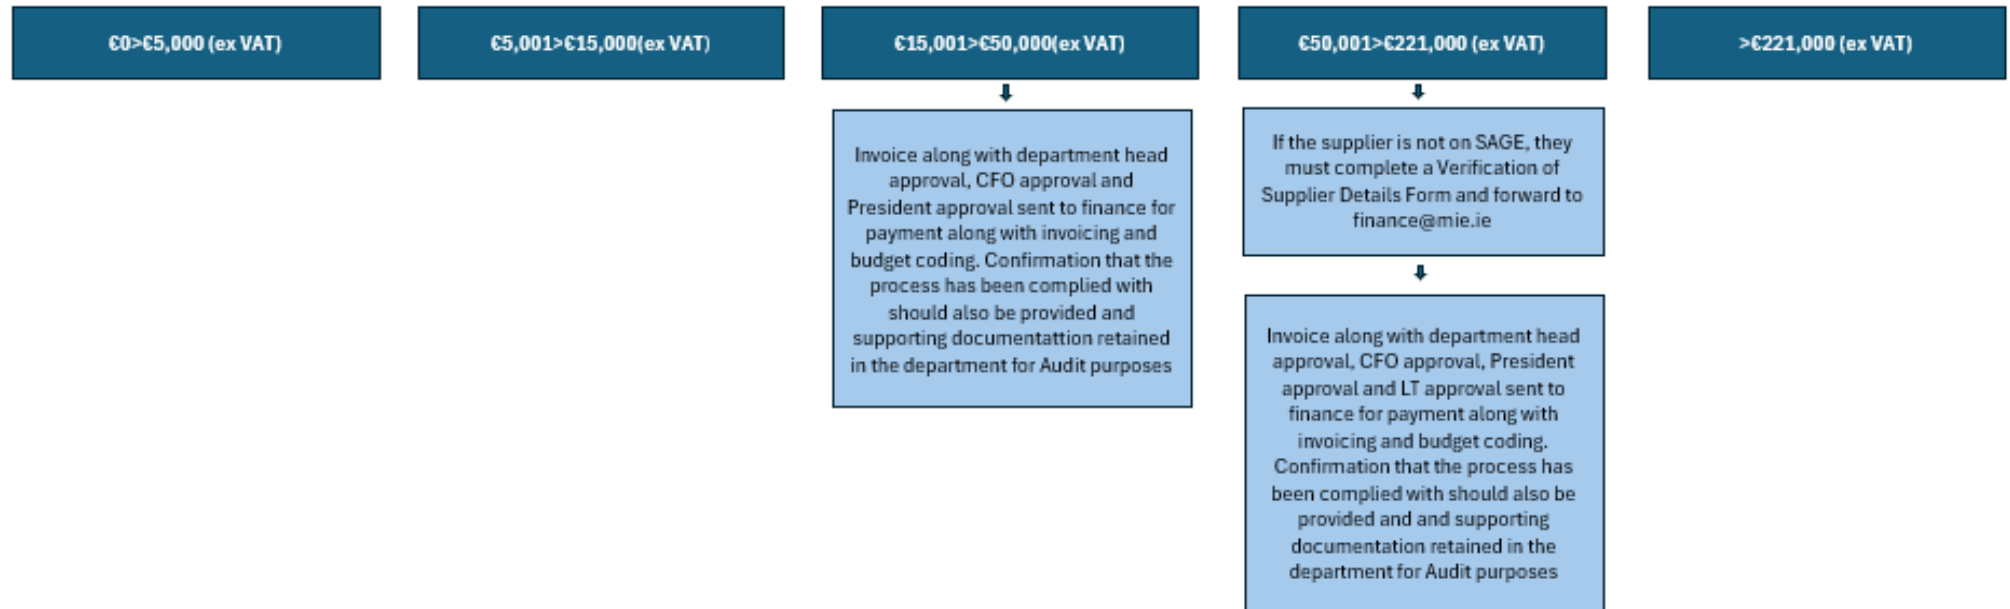 €0>€5,000 (ex VAT)
€5,001>€15,000(ex VAT)
€15,001>€50,000(ex VAT)
€50,001>€221,000 (ex VAT)
>€221,000 (ex VAT)
Invoice along with department head
approval, CFO approval and
President approval sent to finance for
payment along with invoicing and
budget coding. Confirmation that the
process has been complied with
should also be provided and
supporting documentattion retained
in the department for Audit purposes
If the supplier is not on SAGE, they
must complete a Verification of
Supplier Details Form and forward to
finance@mie.ie
Invoice along with department head
approval, CFO approval, President
approval and LT approval sent to
finance for payment along with
invoicing and budget coding.
Confirmation that the process has
been complied with should also be
provided and and supporting
documentation retained in the
department for Audit purposes